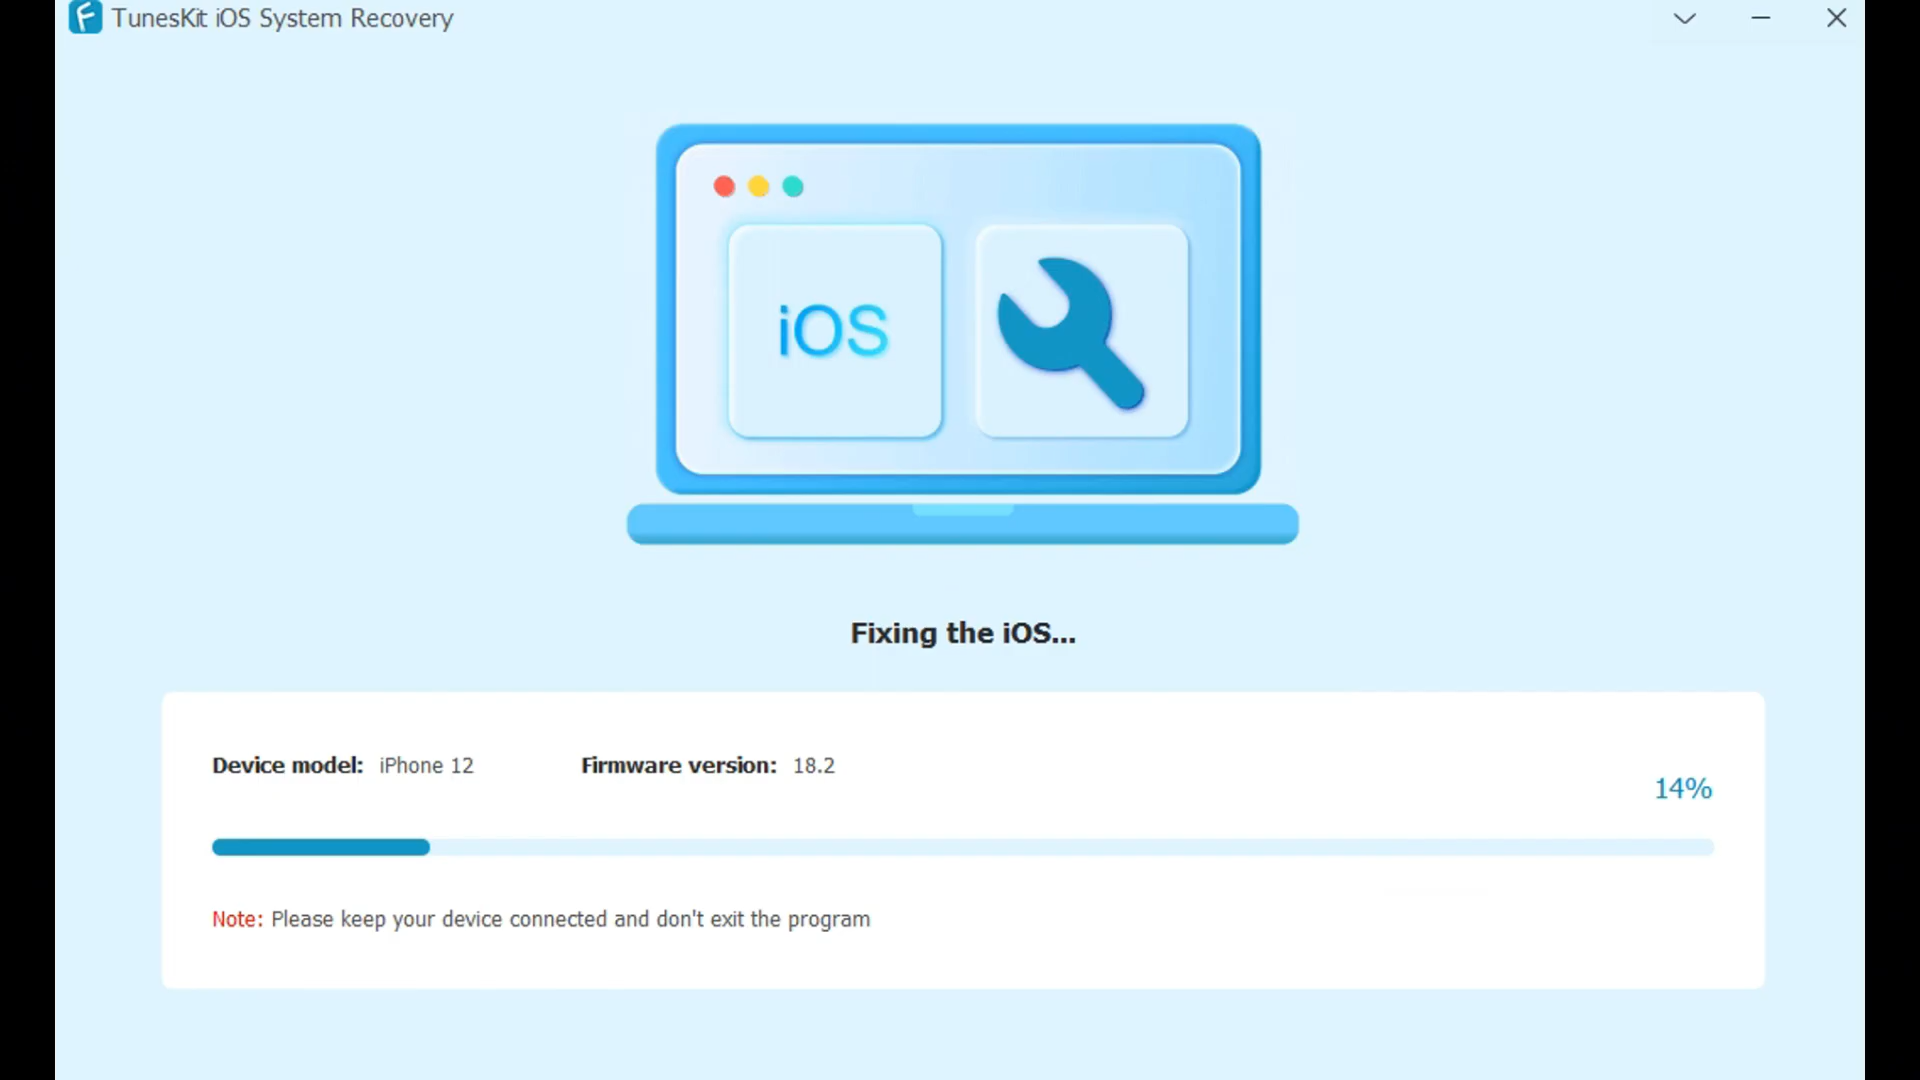 TunesKit iOS System Recovery
iOS
Fixing the iOS...
Device model: iPhone 12 Firmware version: 18.2
14%
Note: Please keep your device connected and don't exit the program